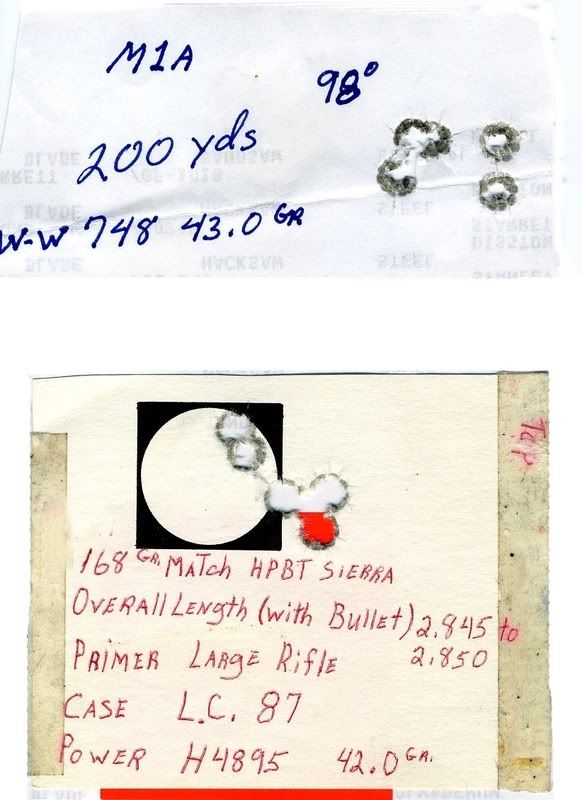 M1A
98°
200 yds
W-W 748 43.0 GR
Tap
168 GR. MATCH HPBT SIERRA
OVERALL LENGTH (with Bullet) 2.845 to
2.850
PRIMER LARGE RIFLE
CASE L.C. 87
POWER H4895 42.0 GR.